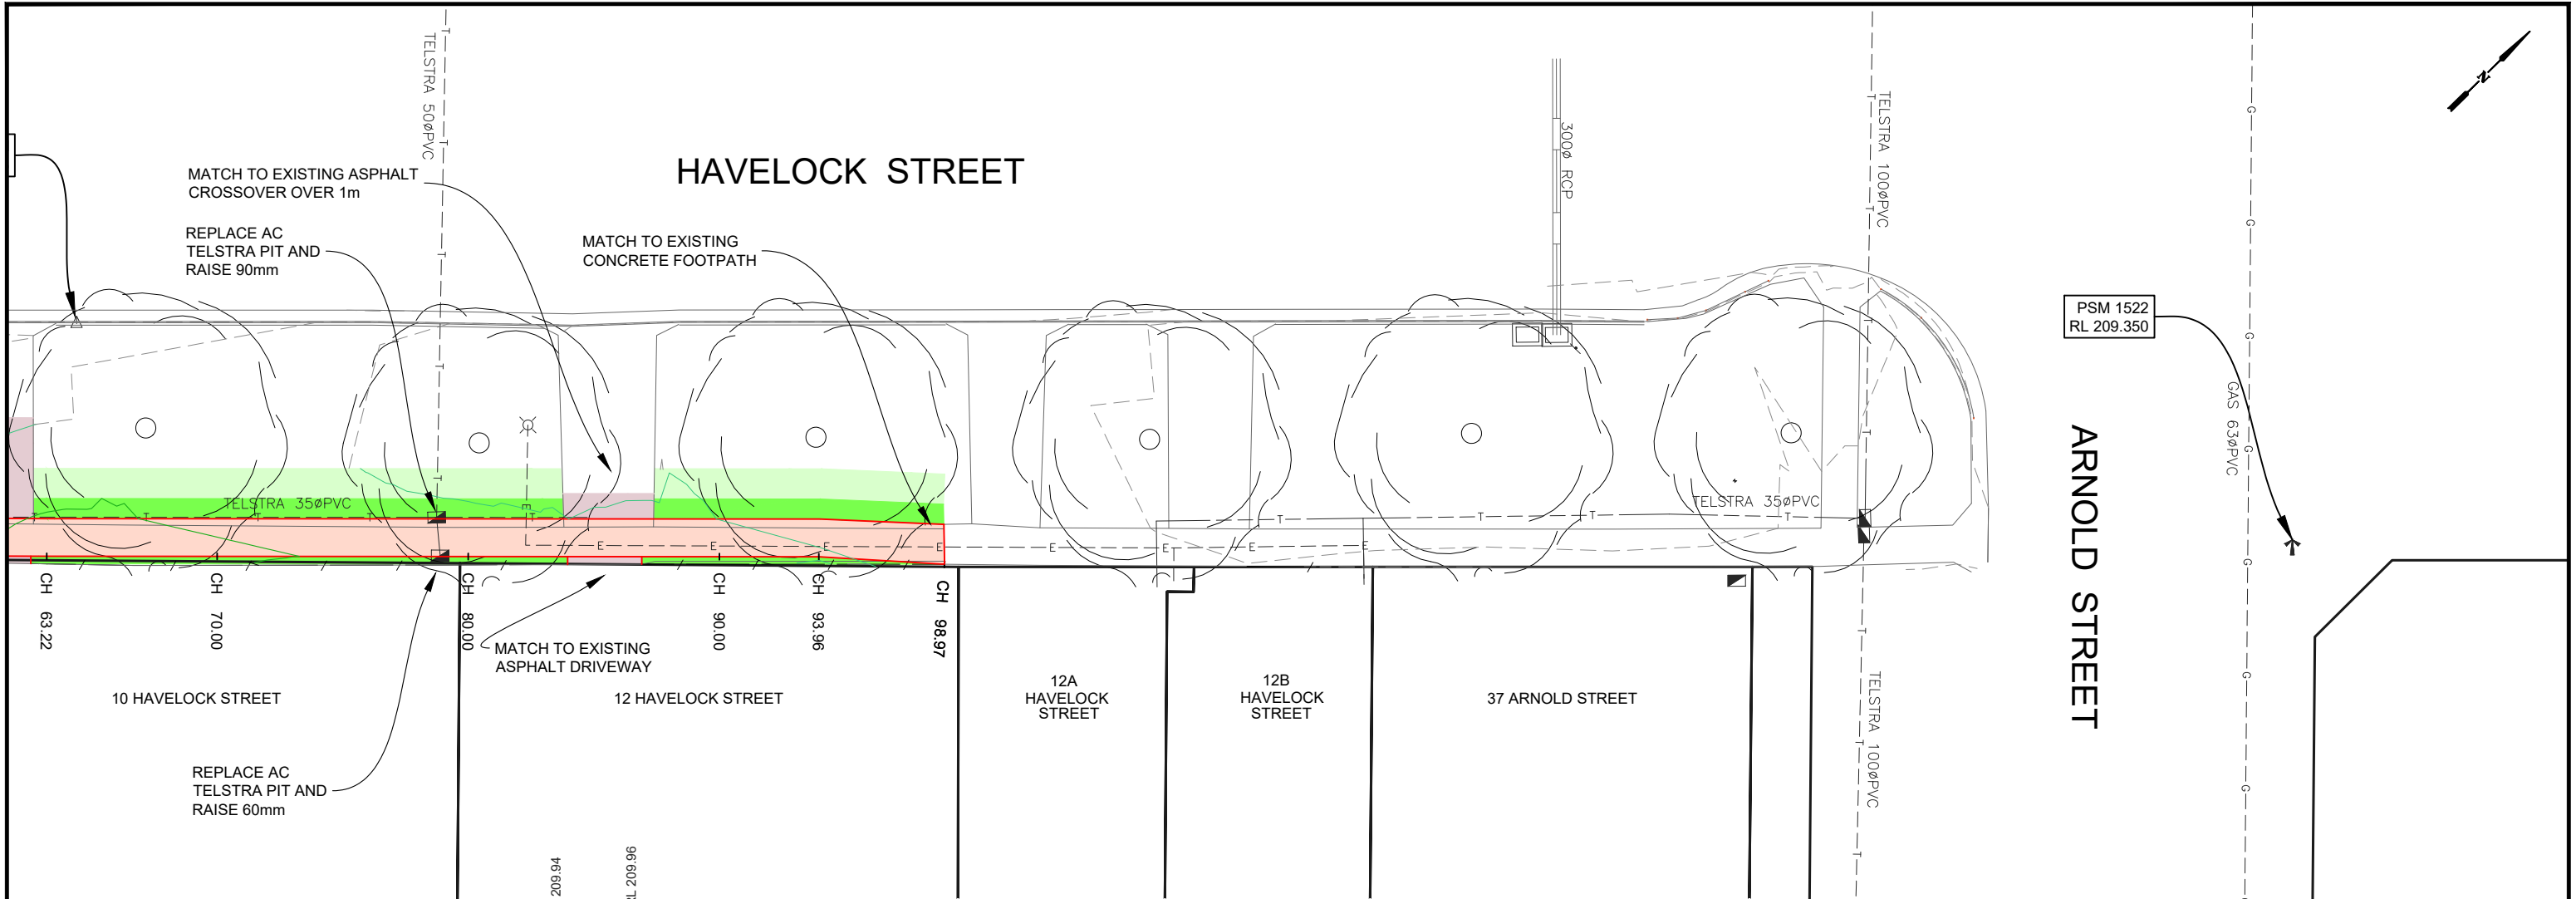 HAVELOCK STREET
TELSTRA 50øPVC
MATCH TO EXISTING ASPHALT
CROSSOVER OVER 1m
REPLACE AC
TELSTRA PIT AND
RAISE 90mm
MATCH TO EXISTING
CONCRETE FOOTPATH
300ø RCP
TELSTRA 100øPVC
N
PSM 1522
RL 209.350
GAS 63øPVC
ARNOLD STREET
TELSTRA 35øPVC
TELSTRA 35øPVC
CH 63.22
CH 70.00
CH 80.00
CH 90.00
CH 93.96
CH 98.97
MATCH TO EXISTING
ASPHALT DRIVEWAY
10 HAVELOCK STREET
12 HAVELOCK STREET
12A
HAVELOCK
STREET
12B
HAVELOCK
STREET
37 ARNOLD STREET
TELSTRA 100øPVC
REPLACE AC
TELSTRA PIT AND
RAISE 60mm
209.94
RL 209.96